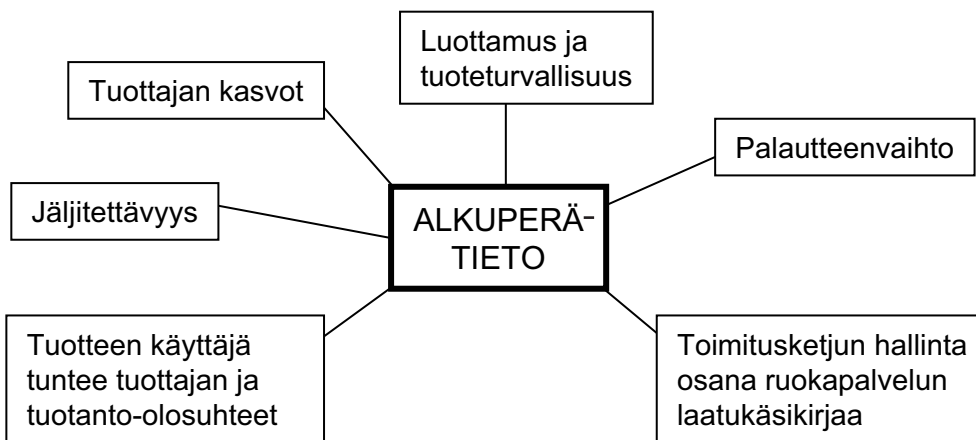 Luottamus ja
tuoteturvallisuus
Tuottajan kasvot
Palautteenvaihto
Jäljitettävyys
ALKUPERÄ-
TIETO
Tuotteen käyttäjä
tuntee tuottajan ja
tuotanto-olosuhteet
Toimitusketjun hallinta
osana ruokapalvelun
laatukäsikirjaa